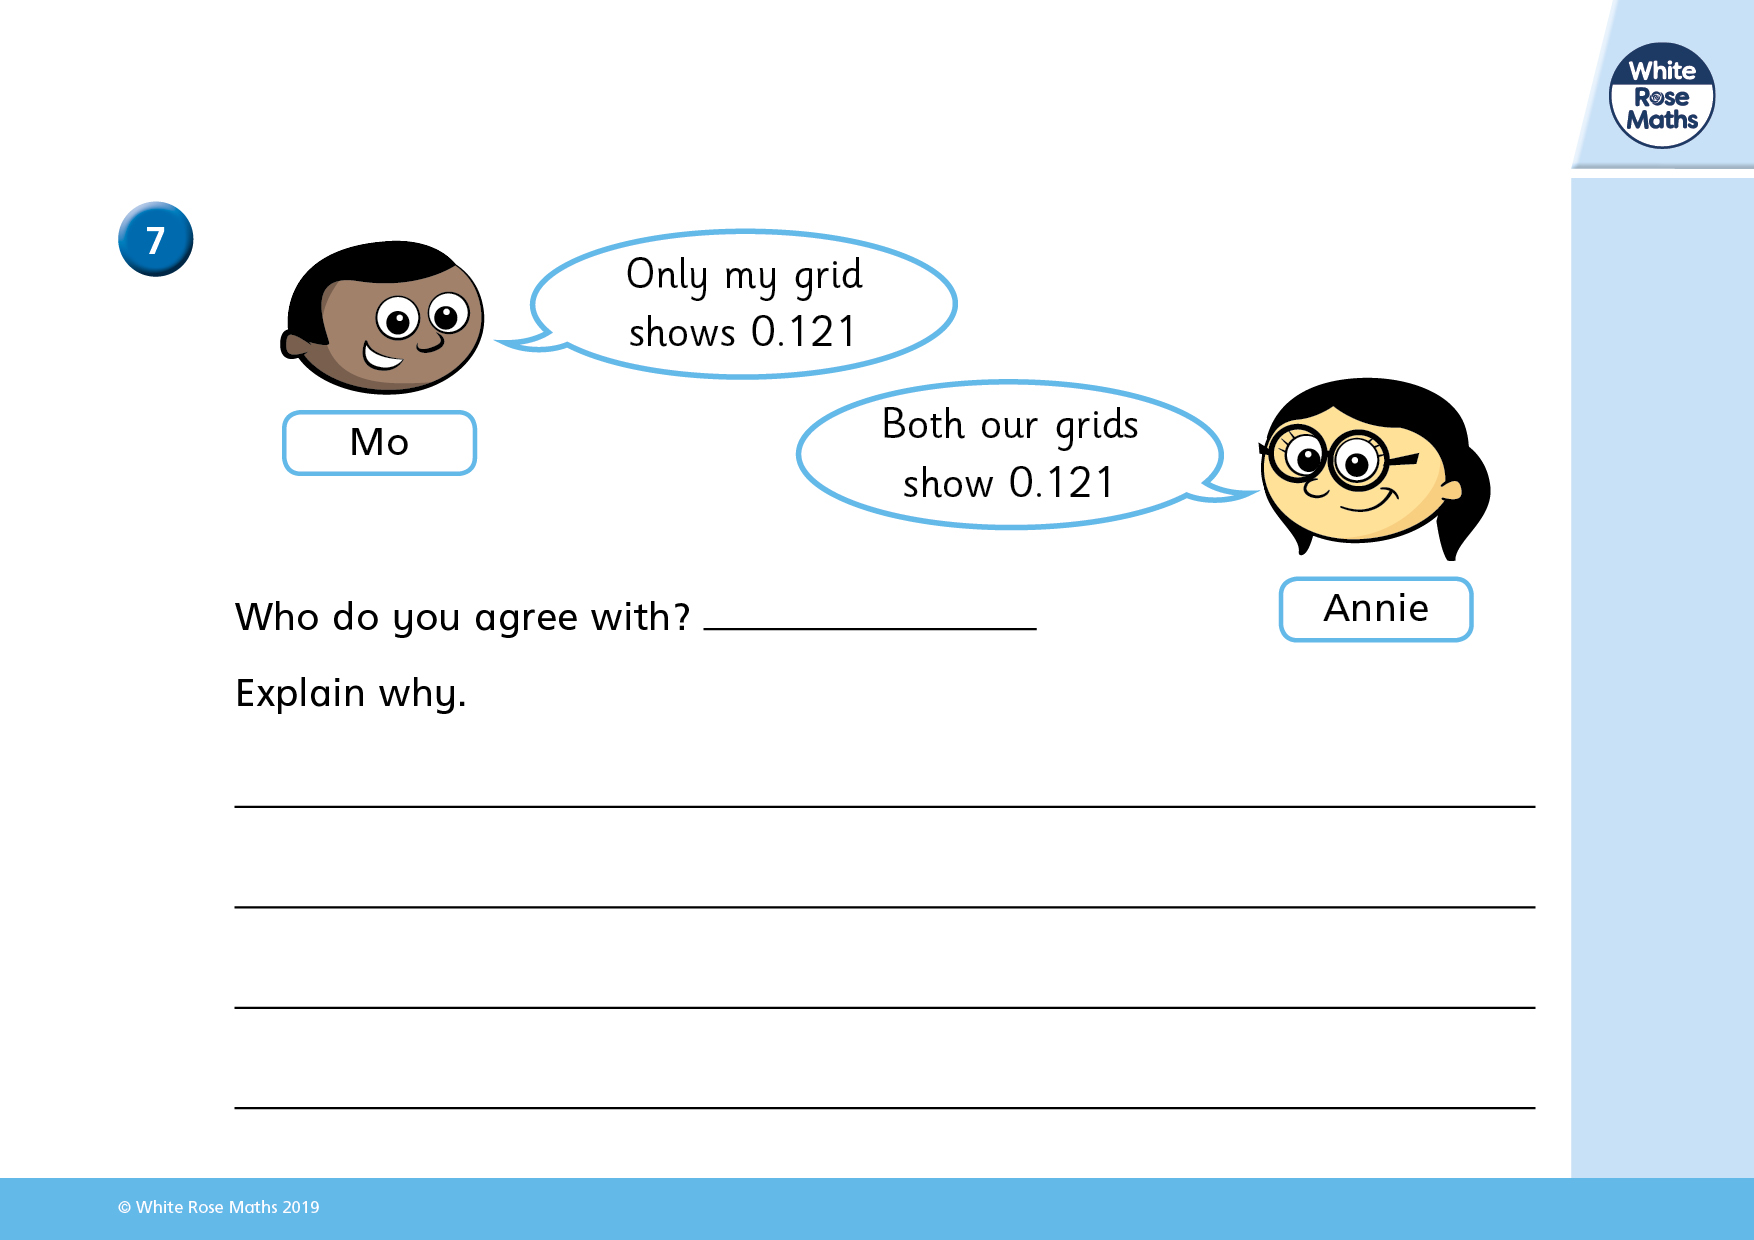 White
Rose
Maths
7
Only my grid
shows 0.121
Mo
Both our grids
show 0.121
Annie
Who do you agree with?
Explain why.
© White Rose Maths 2019